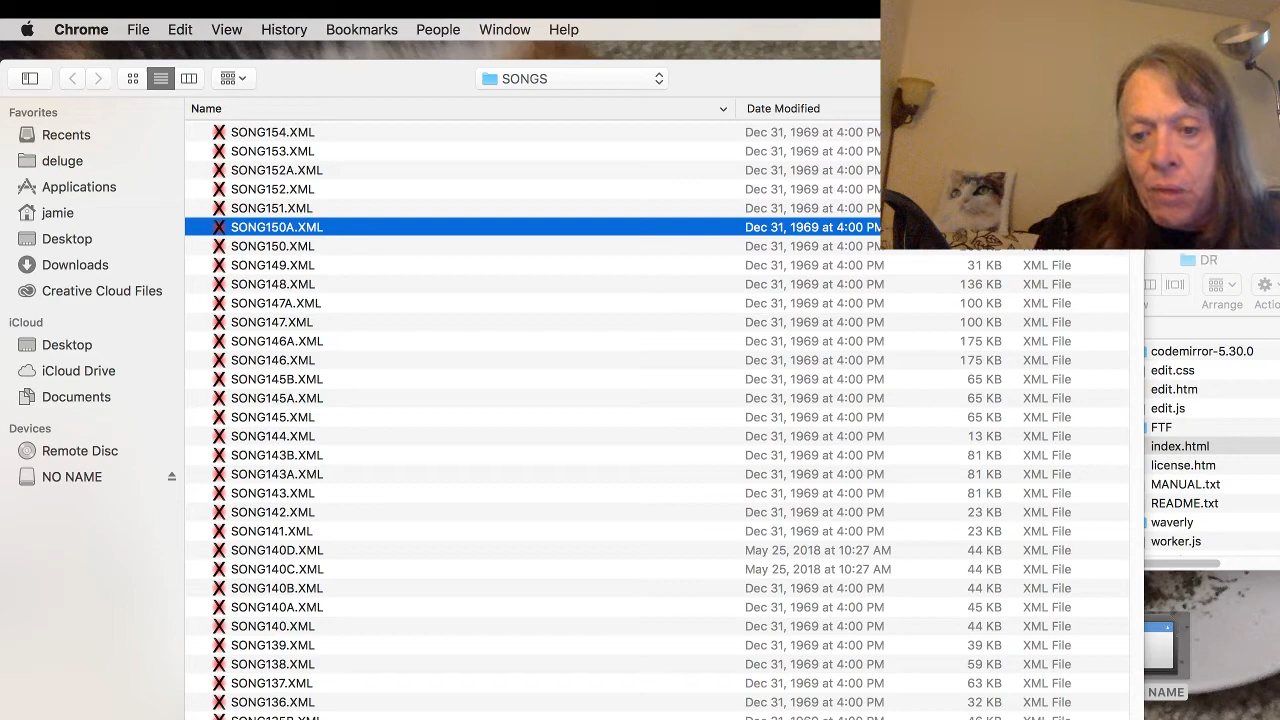 Chrome File Edit View History Bookmarks People Window Help
SONGS
Name Date Modified
Favorites
Recents
deluge
Applications
jamie
Desktop
Downloads
Creative Cloud Files
iCloud
Desktop
iCloud Drive
Documents
Devices
Remote Disc
NO NAME
SONG154.XML Dec 31, 1969 at 4:00 PM
SONG153.XML Dec 31, 1969 at 4:00 PM
SONG152A.XML Dec 31, 1969 at 4:00 PM
SONG152.XML Dec 31, 1969 at 4:00 PM
SONG151.XML Dec 31, 1969 at 4:00 PM
SONG150A.XML Dec 31, 1969 at 4:00 PM
SONG150.XML Dec 31, 1969 at 4:00 PM
SONG149.XML Dec 31, 1969 at 4:00 PM 31 KB XML File
SONG148.XML Dec 31, 1969 at 4:00 PM 136 KB XML File
SONG147A.XML Dec 31, 1969 at 4:00 PM 100 KB XML File
SONG147.XML Dec 31, 1969 at 4:00 PM 100 KB XML File
SONG146A.XML Dec 31, 1969 at 4:00 PM 175 KB XML File
SONG146.XML Dec 31, 1969 at 4:00 PM 175 KB XML File
SONG145B.XML Dec 31, 1969 at 4:00 PM 65 KB XML File
SONG145A.XML Dec 31, 1969 at 4:00 PM 65 KB XML File
SONG145.XML Dec 31, 1969 at 4:00 PM 65 KB XML File
SONG144.XML Dec 31, 1969 at 4:00 PM 13 KB XML File
SONG143B.XML Dec 31, 1969 at 4:00 PM 81 KB XML File
SONG143A.XML Dec 31, 1969 at 4:00 PM 81 KB XML File
SONG143.XML Dec 31, 1969 at 4:00 PM 81 KB XML File
SONG142.XML Dec 31, 1969 at 4:00 PM 23 KB XML File
SONG141.XML Dec 31, 1969 at 4:00 PM 23 KB XML File
SONG140D.XML May 25, 2018 at 10:27 AM 44 KB XML File
SONG140C.XML May 25, 2018 at 10:27 AM 44 KB XML File
SONG140B.XML Dec 31, 1969 at 4:00 PM 44 KB XML File
SONG140A.XML Dec 31, 1969 at 4:00 PM 45 KB XML File
SONG140.XML Dec 31, 1969 at 4:00 PM 44 KB XML File
SONG139.XML Dec 31, 1969 at 4:00 PM 39 KB XML File
SONG138.XML Dec 31, 1969 at 4:00 PM 59 KB XML File
SONG137.XML Dec 31, 1969 at 4:00 PM 63 KB XML File
SONG136.XML Dec 31, 1969 at 4:00 PM 32 KB XML File
DR
Arrange Actio
codemirror-5.30.0
edit.css
edit.htm
edit.js
FTF
index.html
license.htm
MANUAL.txt
README.txt
waverly
worker.js
NAME